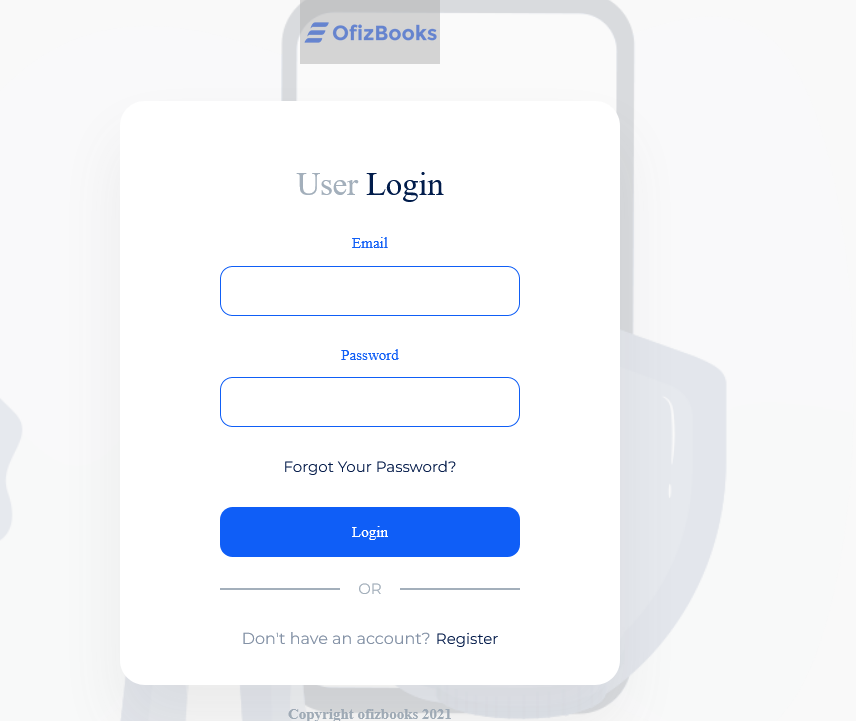 OfizBooks
User Login
Email
Password
Forgot Your Password?
Login
OR
Don't have an account? Register
Copyright ofizbooks 2021